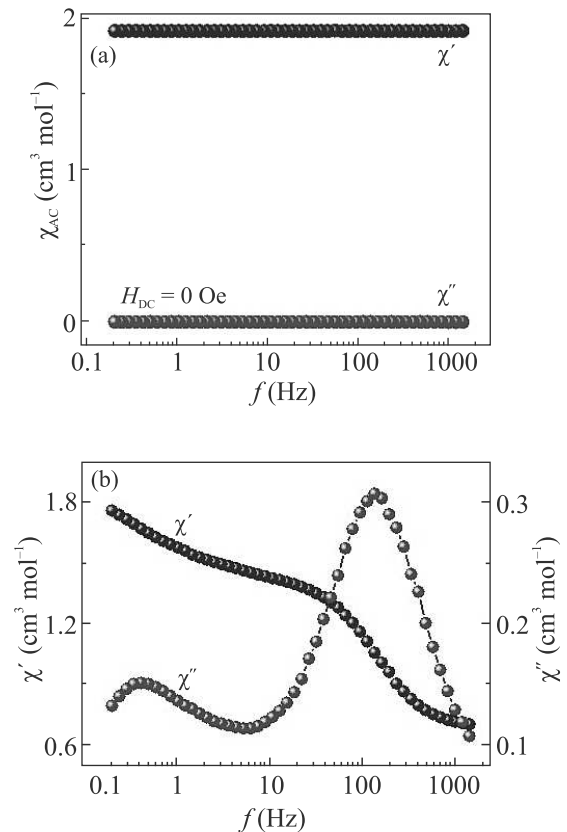 2
(a)
χ′
1
χ_AC (cm³ mol⁻¹)
H_DC = 0 Oe
χ″
0
0.1 1 10 100 1000
f (Hz)
(b)
1.8 0.3
χ′
1.2 0.2
χ′ (cm³ mol⁻¹)
χ″ (cm³ mol⁻¹)
χ″
0.6 0.1
0.1 1 10 100 1000
f (Hz)